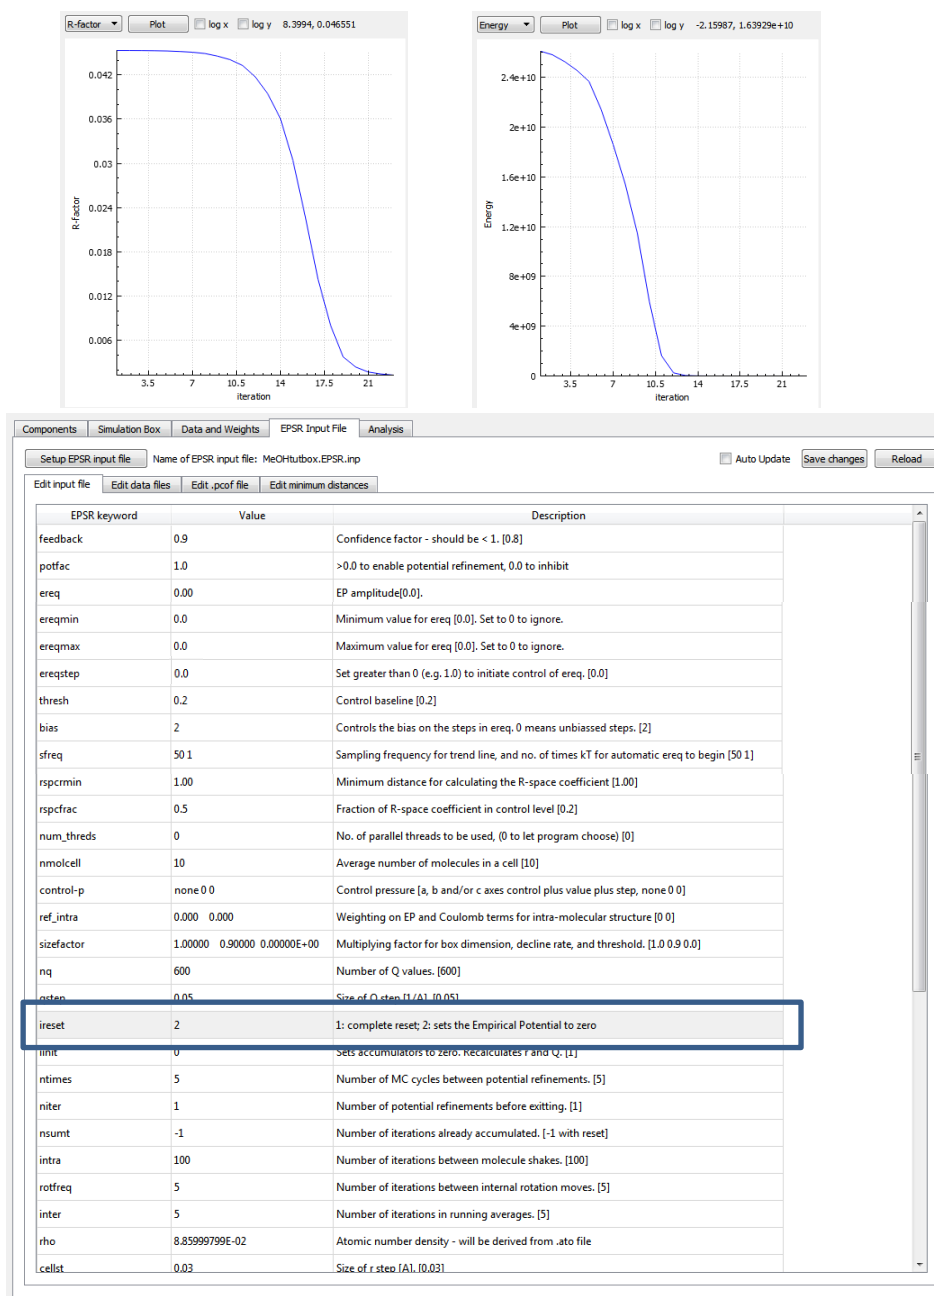 R-factor Plot log x log y 8.3994, 0.046551
0.042
0.036
0.03
0.024
0.018
0.012
0.006
R-factor
3.5 7 10.5 14 17.5 21
iteration
Energy Plot log x log y -2.15987, 1.63929e+10
2.4e+10
2e+10
1.6e+10
1.2e+10
8e+09
4e+09
0
Energy
3.5 7 10.5 14 17.5 21
iteration
Components Simulation Box Data and Weights EPSR Input File Analysis
Setup EPSR input file Name of EPSR input file: MeOHtutbox.EPSR.inp Auto Update Save changes Reload
Edit input file Edit data files Edit .pcof file Edit minimum distances
EPSR keyword Value Description
feedback 0.9 Confidence factor - should be < 1. [0.8]
potfac 1.0 >0.0 to enable potential refinement, 0.0 to inhibit
ereq 0.00 EP amplitude[0.0].
ereqmin 0.0 Minimum value for ereq [0.0]. Set to 0 to ignore.
ereqmax 0.0 Maximum value for ereq [0.0]. Set to 0 to ignore.
ereqstep 0.0 Set greater than 0 (e.g. 1.0) to initiate control of ereq. [0.0]
thresh 0.2 Control baseline [0.2]
bias 2 Controls the bias on the steps in ereq. 0 means unbiassed steps. [2]
sfreq 50 1 Sampling frequency for trend line, and no. of times kT for automatic ereq to begin [50 1]
rspcrmin 1.00 Minimum distance for calculating the R-space coefficient [1.00]
rspcfrac 0.5 Fraction of R-space coefficient in control level [0.2]
num_threds 0 No. of parallel threads to be used, (0 to let program choose) [0]
nmolcell 10 Average number of molecules in a cell [10]
control-p none 0 0 Control pressure [a, b and/or c axes control plus value plus step, none 0 0]
ref_intra 0.000 0.000 Weighting on EP and Coulomb terms for intra-molecular structure [0 0]
sizefactor 1.00000 0.90000 0.00000E+00 Multiplying factor for box dimension, decline rate, and threshold. [1.0 0.9 0.0]
nq 600 Number of Q values. [600]
qstep 0.05 Size of Q step [1/A]. [0.05]
ireset 2 1: complete reset; 2: sets the Empirical Potential to zero
iinit 0 Sets accumulators to zero. Recalculates r and Q. [1]
ntimes 5 Number of MC cycles between potential refinements. [5]
niter 1 Number of potential refinements before exitting. [1]
nsumt -1 Number of iterations already accumulated. [-1 with reset]
intra 100 Number of iterations between molecule shakes. [100]
rotfreq 5 Number of iterations between internal rotation moves. [5]
inter 5 Number of iterations in running averages. [5]
rho 8.85999799E-02 Atomic number density - will be derived from .ato file
cellst 0.03 Size of r step [A]. [0.03]